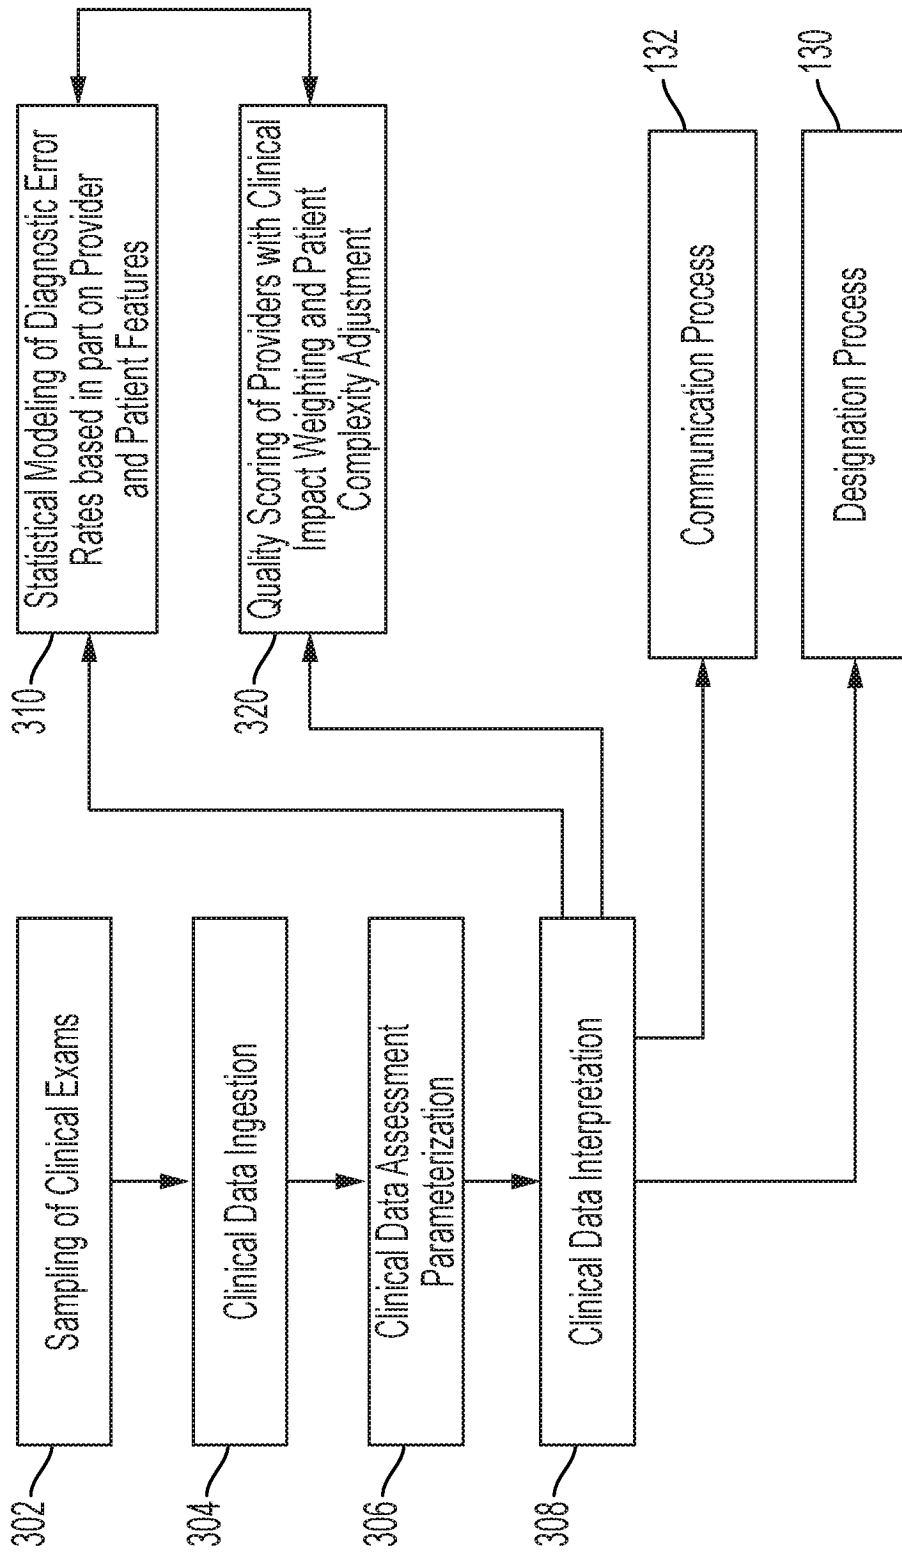 302
Sampling of Clinical Exams
304
Clinical Data Ingestion
306
Clinical Data Assessment
Parameterization
308
Clinical Data Interpretation
310
Statistical Modeling of Diagnostic Error
Rates based in part on Provider
and Patient Features
320
Quality Scoring of Providers with Clinical
Impact Weighting and Patient
Complexity Adjustment
Communication Process
132
Designation Process
130